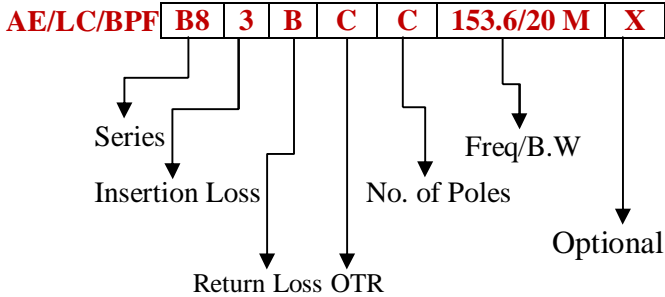 AE/LC/BPF B8 3 B C C 153.6/20 M X
Series
Freq/B.W
Insertion Loss
No. of Poles
Optional
Return Loss OTR